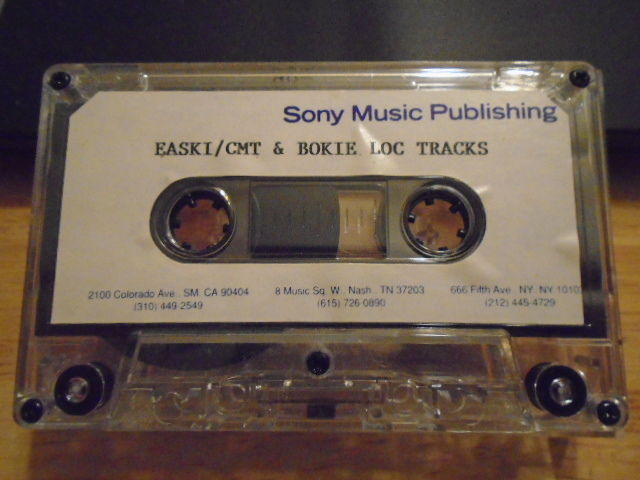 Sony Music Publishing
EASKI/CMT & BOKIE LOC TRACKS
2100 Colorado Ave., SM, CA 90404 8 Music Sq. W., Nash., TN 37203 666 Fifth Ave., NY, NY 10103
(310) 449-2549 (615) 726-0890 (212) 445-4729